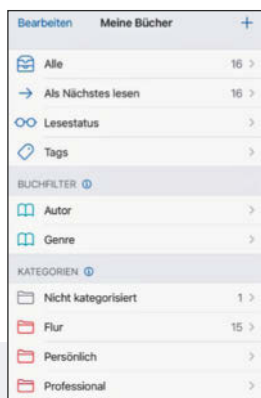 Bearbeiten Meine Bücher +
Alle 16 >
Als Nächstes lesen 16 >
Lesestatus >
Tags >
BUCHFILTER ⓘ
Autor >
Genre >
KATEGORIEN ⓘ
Nicht kategorisiert 1 >
Flur 15 >
Persönlich >
Professional >